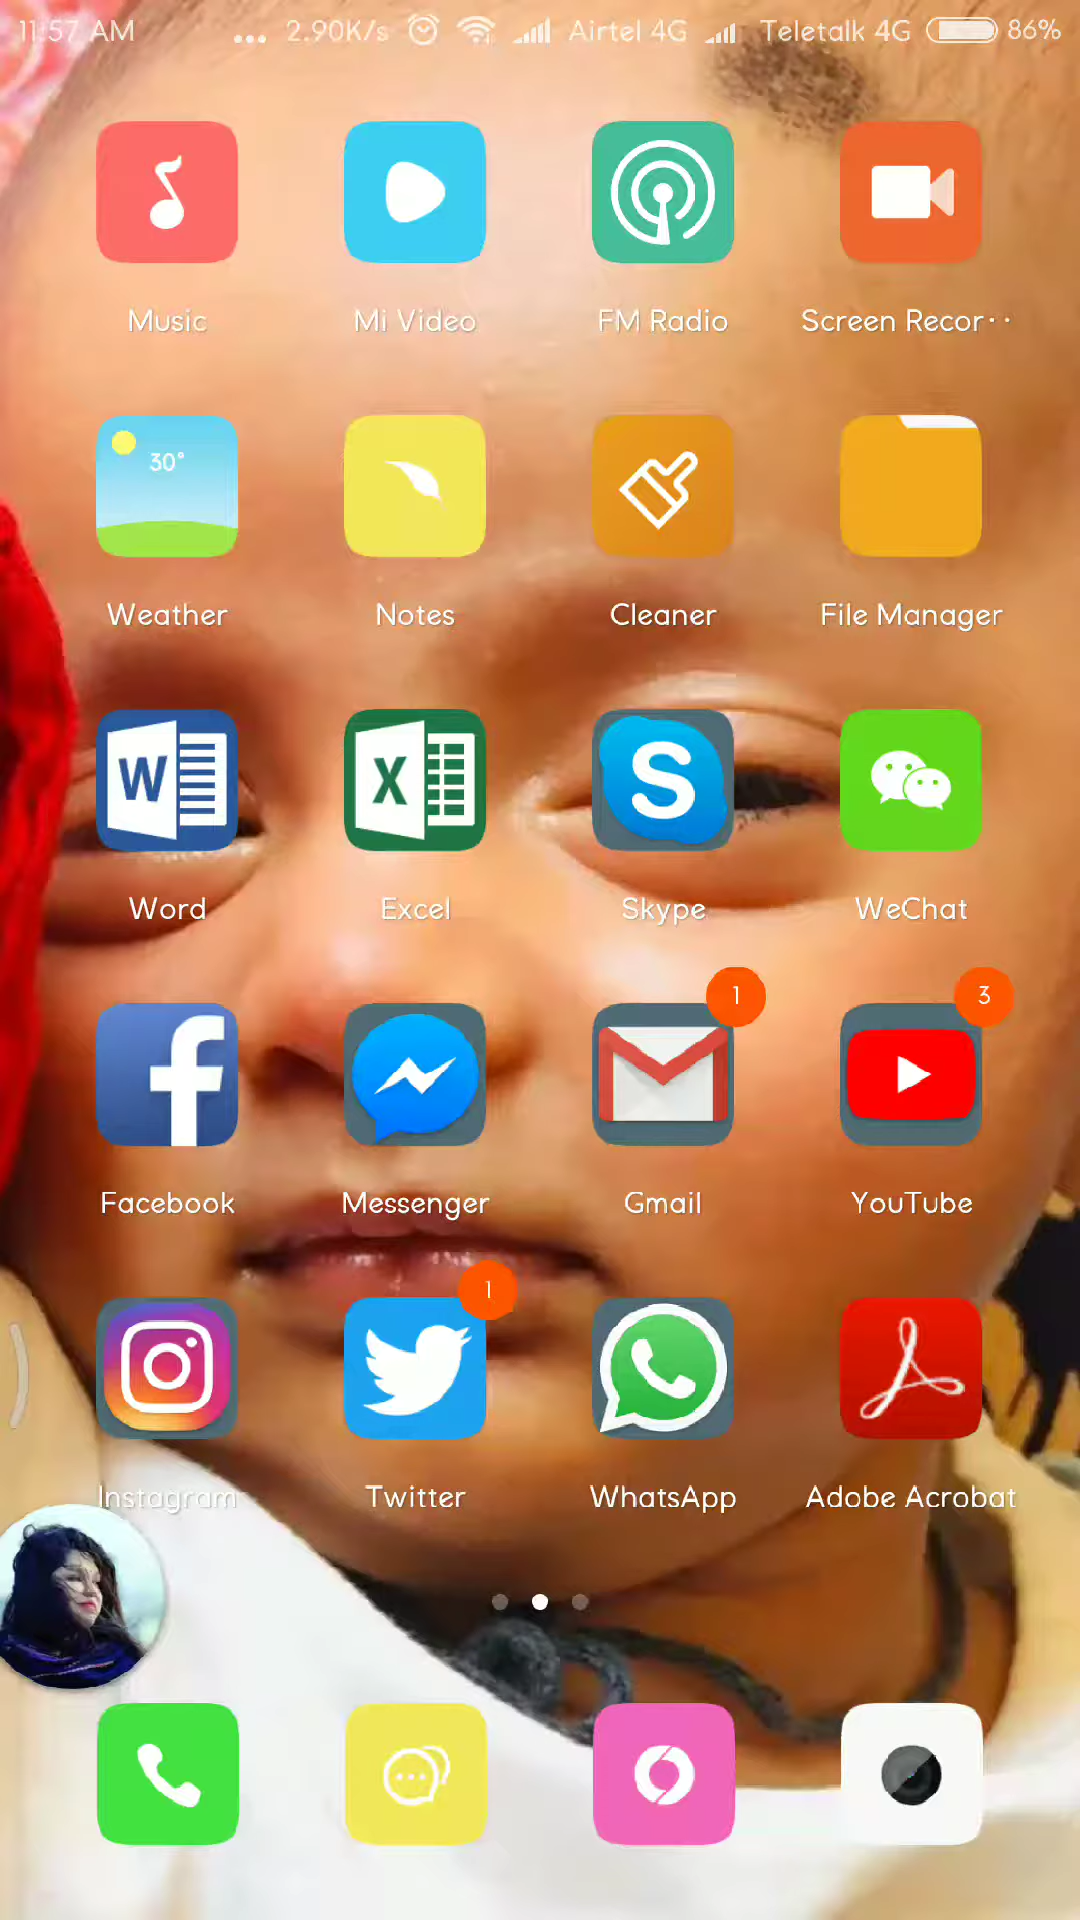 11:57 AM ... 2.90K/s Airtel 4G Teletalk 4G 86%
Music Mi Video FM Radio Screen Recor··
30°
Weather Notes Cleaner File Manager
W X S
Word Excel Skype WeChat
1 3
Facebook Messenger Gmail YouTube
1
Instagram Twitter WhatsApp Adobe Acrobat